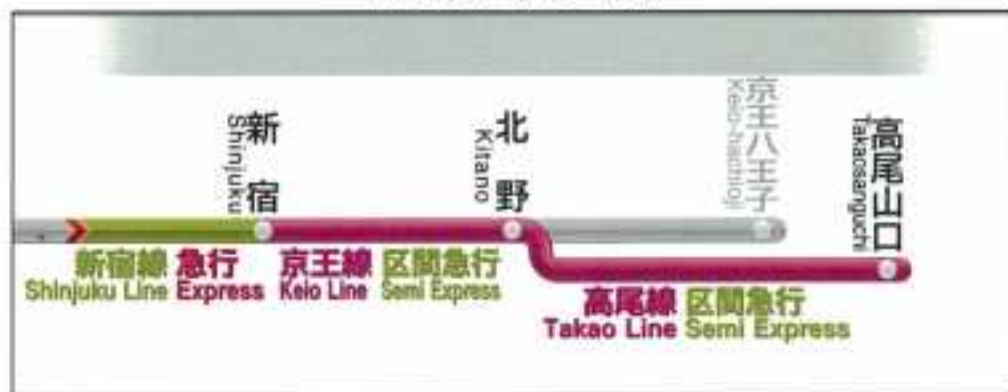 新宿
Shinjuku
北野
Kitano
京王八王子
Keio-hachioji
高尾山口
Takaosanguchi
新宿線 急行
Shinjuku Line Express
京王線 区間急行
Keio Line Semi Express
高尾線 区間急行
Takao Line Semi Express